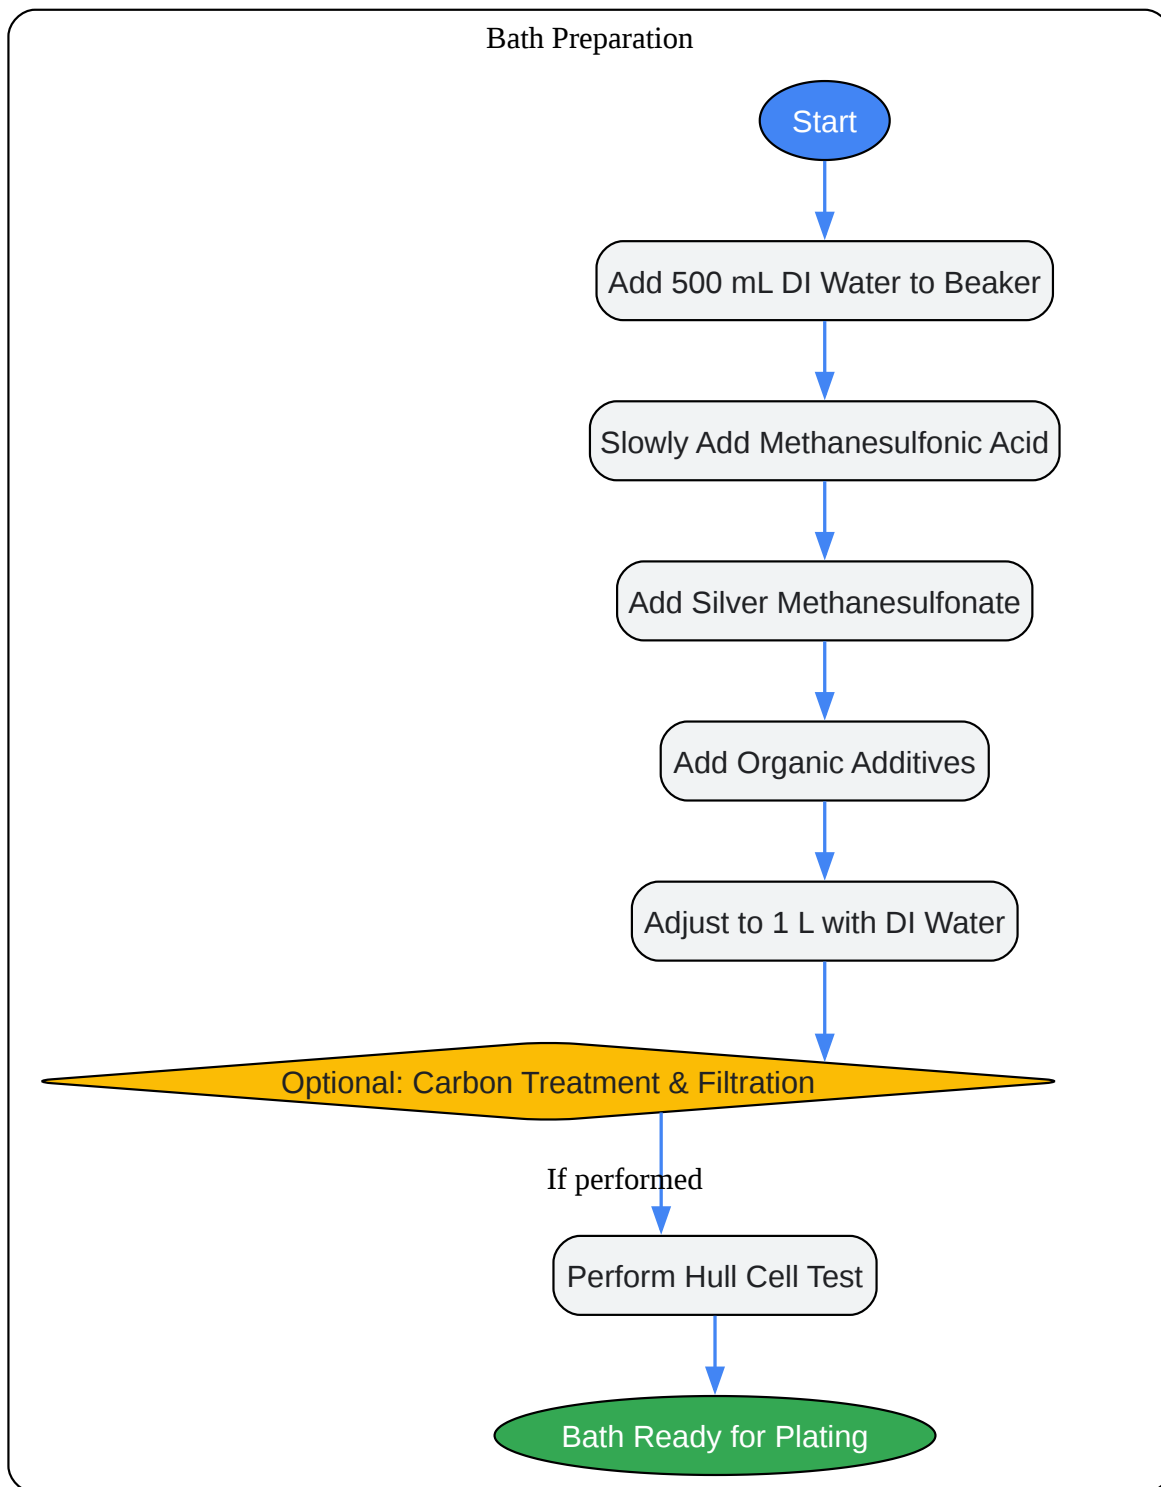 Bath Preparation
Start
Add 500 mL DI Water to Beaker
Slowly Add Methanesulfonic Acid
Add Silver Methanesulfonate
Add Organic Additives
Adjust to 1 L with DI Water
Optional: Carbon Treatment & Filtration
If performed
Perform Hull Cell Test
Bath Ready for Plating